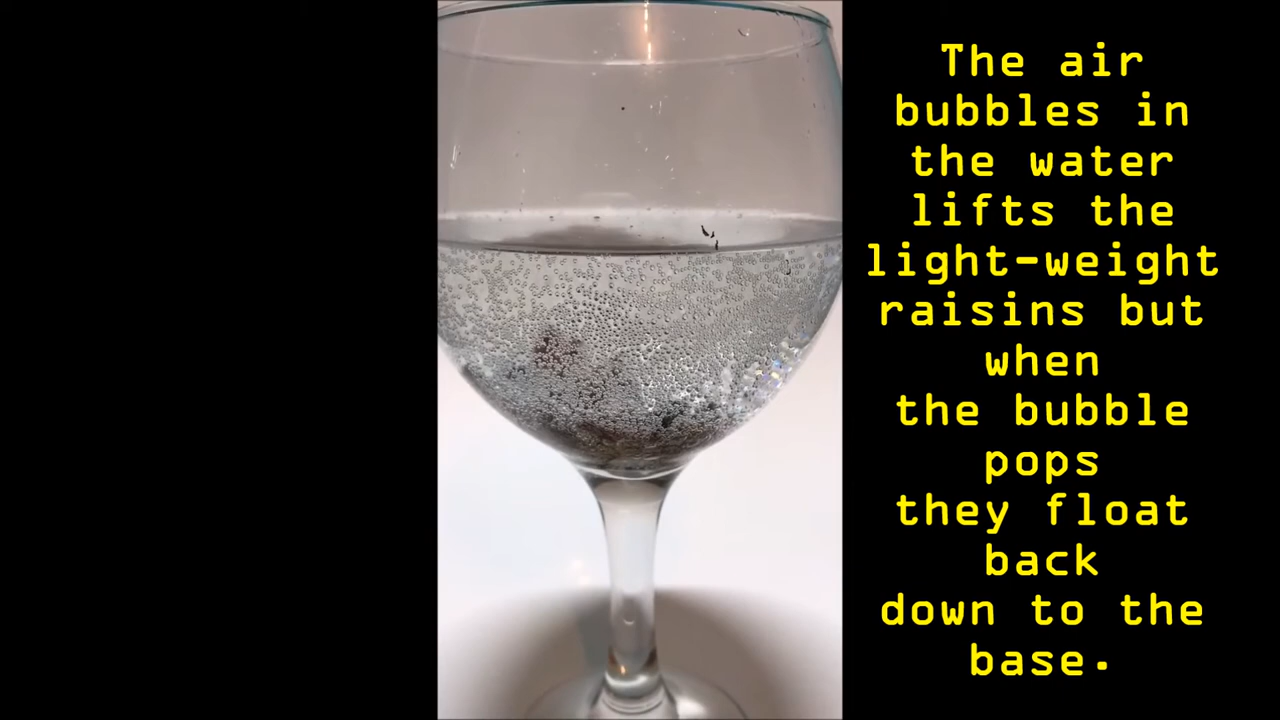 The air
bubbles in
the water
lifts the
light-weight
raisins but
when
the bubble
pops
they float
back
down to the
base.